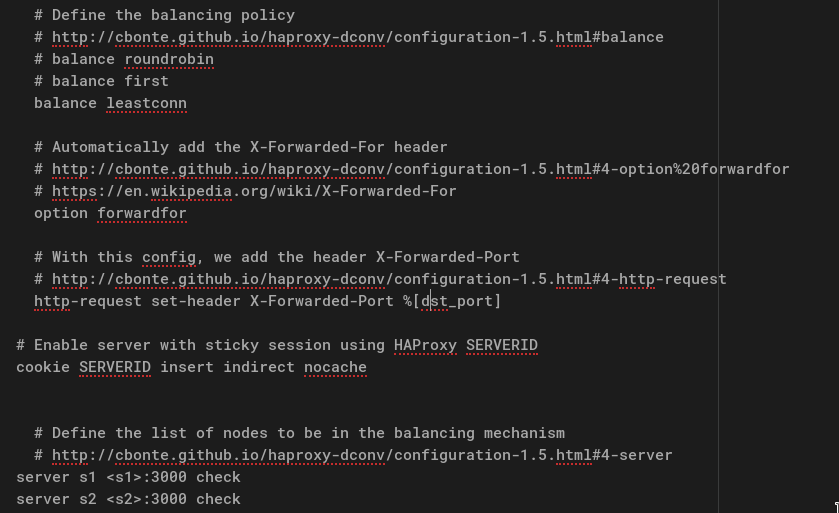 # Define the balancing policy
# http://cbonte.github.io/haproxy-dconv/configuration-1.5.html#balance
# balance roundrobin
# balance first
balance leastconn
# Automatically add the X-Forwarded-For header
# http://cbonte.github.io/haproxy-dconv/configuration-1.5.html#4-option%20forwardfor
# https://en.wikipedia.org/wiki/X-Forwarded-For
option forwardfor
# With this config, we add the header X-Forwarded-Port
# http://cbonte.github.io/haproxy-dconv/configuration-1.5.html#4-http-request
http-request set-header X-Forwarded-Port %[dst_port]
# Enable server with sticky session using HAProxy SERVERID
cookie SERVERID insert indirect nocache
# Define the list of nodes to be in the balancing mechanism
# http://cbonte.github.io/haproxy-dconv/configuration-1.5.html#4-server
server s1 <s1>:3000 check
server s2 <s2>:3000 check